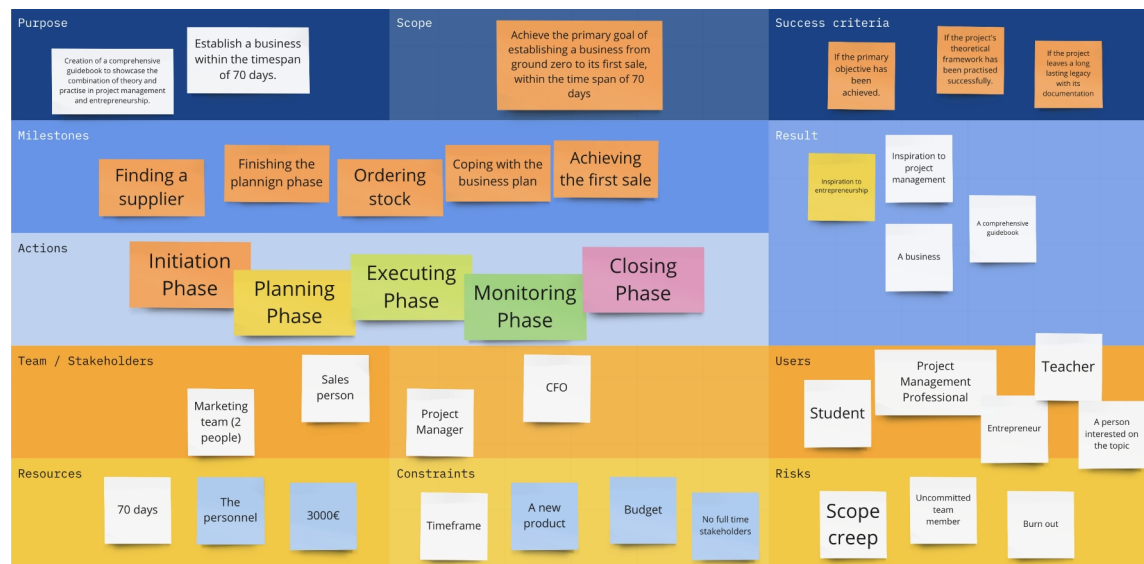 Purpose
Creation of a comprehensive
guidebook to showcase the
combination of theory and
practise in project management
and entrepreneurship.
Establish a business
within the timespan
of 70 days.
Scope
Achieve the primary goal of
establishing a business from
ground zero to its first sale,
within the time span of 70
days
Success criteria
If the primary
objective has
been
achieved.
If the project's
theoretical
framework has
been practised
successfully.
If the project
leaves a long
lasting legacy
with its
documentation
Milestones
Finding a
supplier
Finishing the
plannign phase
Ordering
stock
Coping with the
business plan
Achieving
the first sale
Result
Inspiration to
entrepreneurship
Inspiration to
project
management
A comprehensive
guidebook
A business
Actions
Initiation
Phase
Planning
Phase
Executing
Phase
Monitoring
Phase
Closing
Phase
Team / Stakeholders
Marketing
team (2
people)
Sales
person
Project
Manager
CFO
Users
Student
Project
Management
Professional
Teacher
Entrepreneur
A person
interested on
the topic
Resources
70 days
The
personnel
3000€
Constraints
Timeframe
A new
product
Budget
No full time
stakeholders
Risks
Scope
creep
Uncommitted
team
member
Burn out